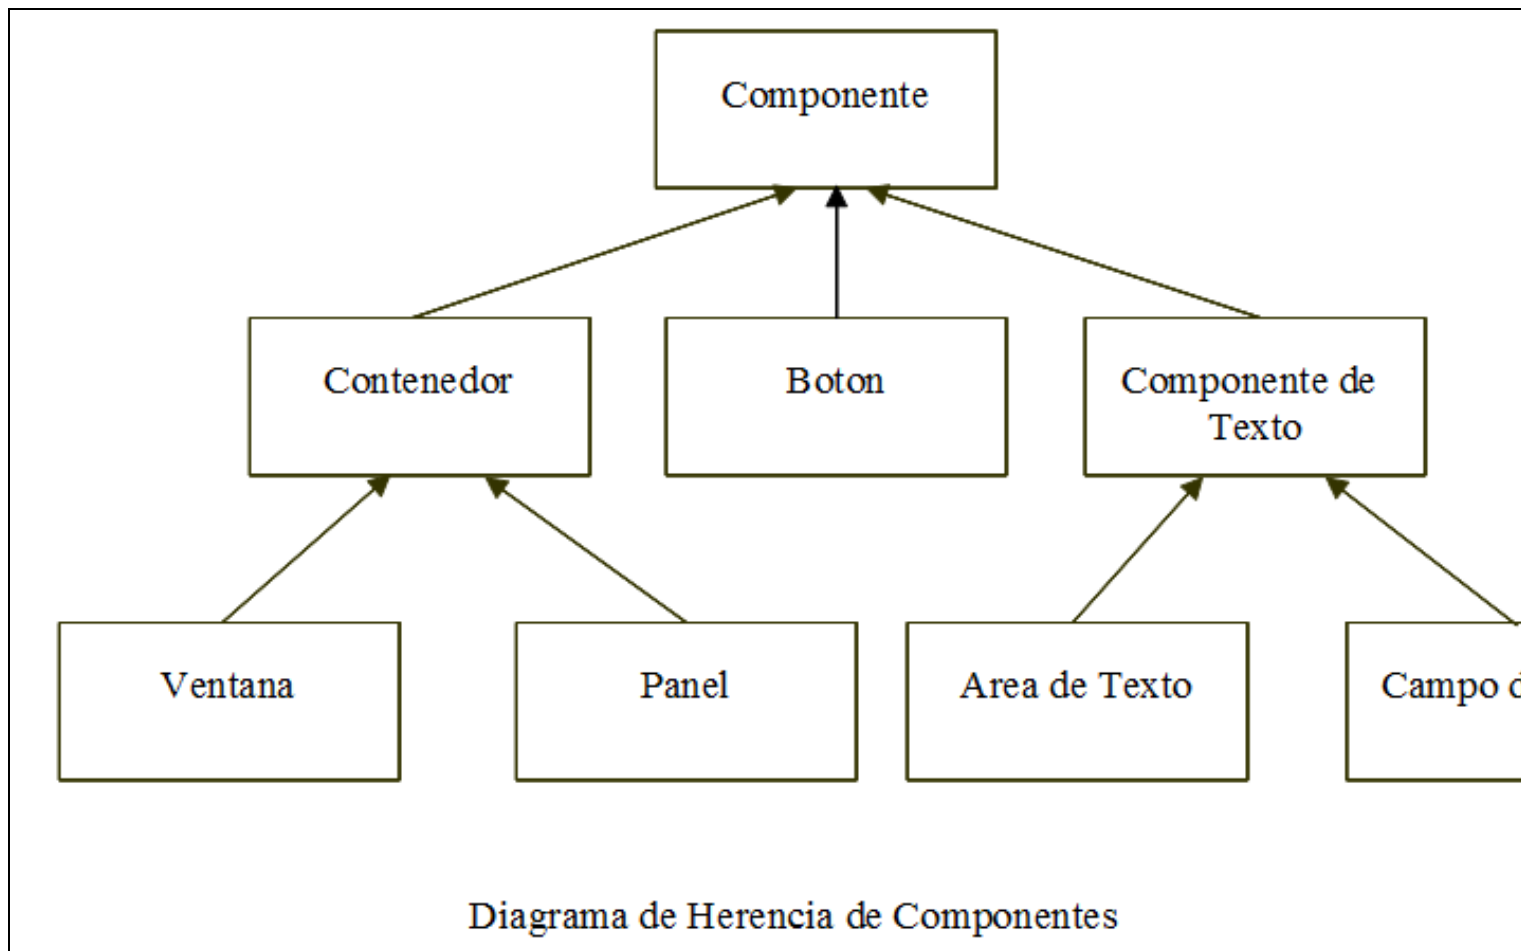 Componente
Contenedor
Boton
Componente de
Texto
Ventana
Panel
Area de Texto
Campo
Diagrama de Herencia de Componentes